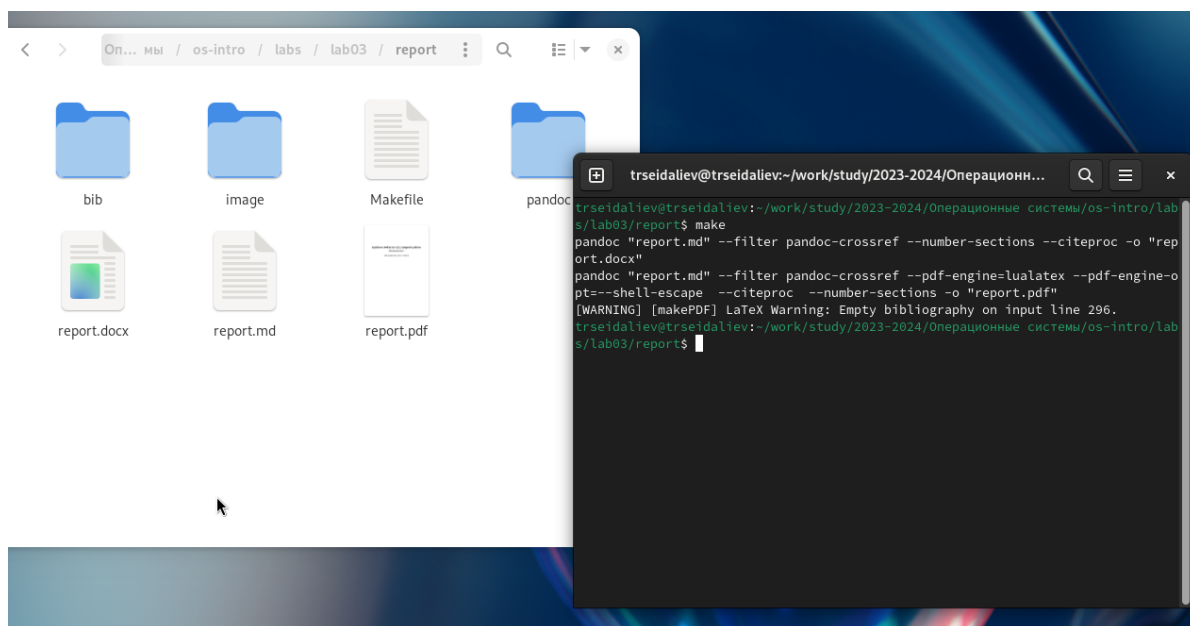 Оп... мы / os-intro / labs / lab03 / report
bib
image
Makefile
pandoc
report.docx
report.md
report.pdf
trseidaliev@trseidaliev:~/work/study/2023-2024/Операционн...
trseidaliev@trseidaliev:~/work/study/2023-2024/Операционные системы/os-intro/lab
s/lab03/report$ make
pandoc "report.md" --filter pandoc-crossref --number-sections --citeproc -o "rep
ort.docx"
pandoc "report.md" --filter pandoc-crossref --pdf-engine=lualatex --pdf-engine-o
pt=--shell-escape  --citeproc  --number-sections -o "report.pdf"
[WARNING] [makePDF] LaTeX Warning: Empty bibliography on input line 296.
trseidaliev@trseidaliev:~/work/study/2023-2024/Операционные системы/os-intro/lab
s/lab03/report$